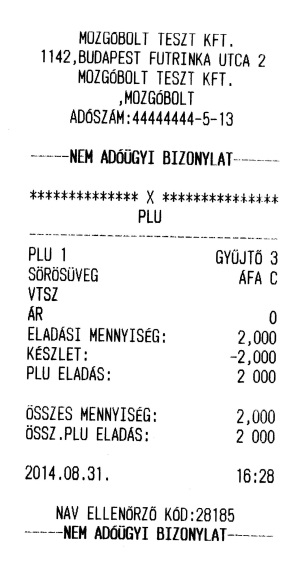 MOZGÓBOLT TESZT KFT.
1142,BUDAPEST FUTRINKA UTCA 2
MOZGÓBOLT TESZT KFT.
,MOZGÓBOLT
ADÓSZÁM:44444444-5-13
------NEM ADÓÜGYI BIZONYLAT------
************** X ***************
PLU
PLU 1 GYŰJTŐ 3
SÖRÖSÜVEG ÁFA C
VTSZ
ÁR 0
ELADÁSI MENNYISÉG: 2,000
KÉSZLET: -2,000
PLU ELADÁS: 2 000
ÖSSZES MENNYISÉG: 2,000
ÖSSZ.PLU ELADÁS: 2 000
2014.08.31. 16:28
NAV ELLENŐRZŐ KÓD:28185
------NEM ADÓÜGYI BIZONYLAT------